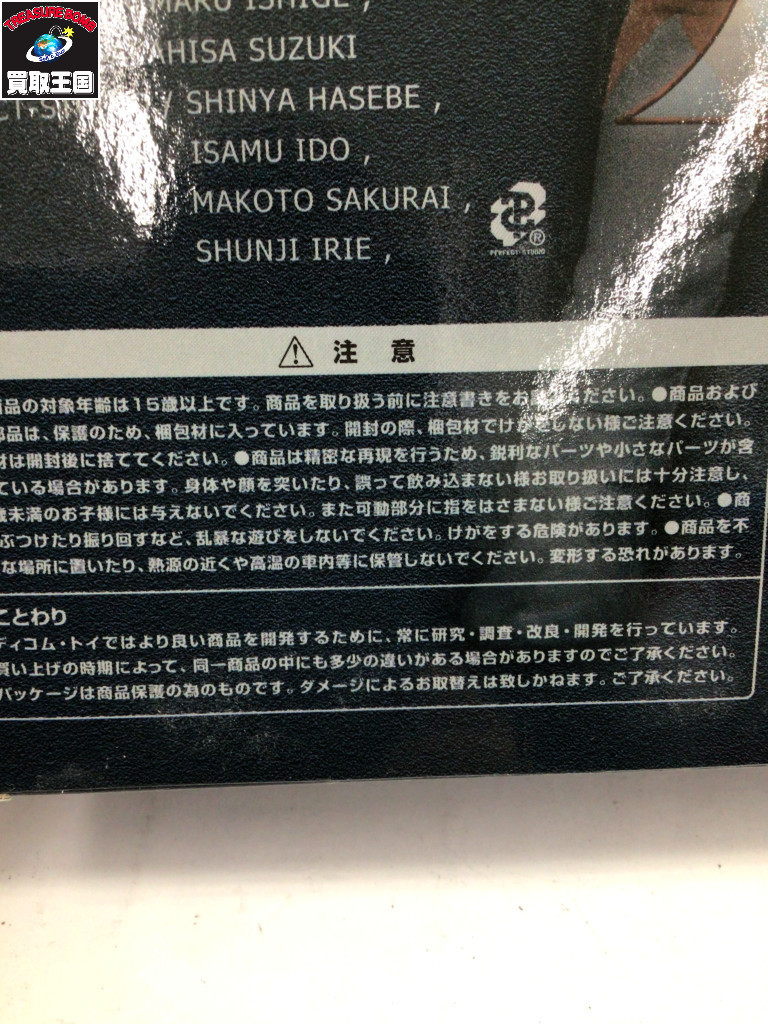 TREASURE BOMB
買取王国
MARU ISHIGE ,
AHISA SUZUKI
SHINYA HASEBE ,
ISAMU IDO ,
MAKOTO SAKURAI ,
SHUNJI IRIE ,
PERFECT-STUDIO
注 意
品の対象年齢は15歳以上です。商品を取り扱う前に注意書きをお ださい。●商品および
部品は、保護のため、梱包材に入っています。開封の際、梱包材でけがをしない様ご注意ください。
材は開封後に捨ててください。●商品は精密な再現を行うため、鋭利なパーツや小さなパーツが含
ている場合があります。身体や顔を突いたり、誤って飲み込まない様お取り扱いには十分注意し、
歳未満のお子様には与えないでください。また可動部分に指をはさまない様ご注意ください。●商
ぶつけたり振り回すなど、乱暴な遊びをしないでください。けがをする危険があります。●商品を不
な場所に置いたり、熱源の近くや高温の車内等に保管しないでください。変形する恐れがあります。
ことわり
ディコム・トイではより良い商品を開発するために、常に研究・調査・改良・開発を行っています。
買い上げの時期によって、同一商品の中にも多少の違いがある場合がありますのでご了承ください。
パッケージは商品保護の為のものです。ダメージによるお取替えは致しかねます。ご了承ください。